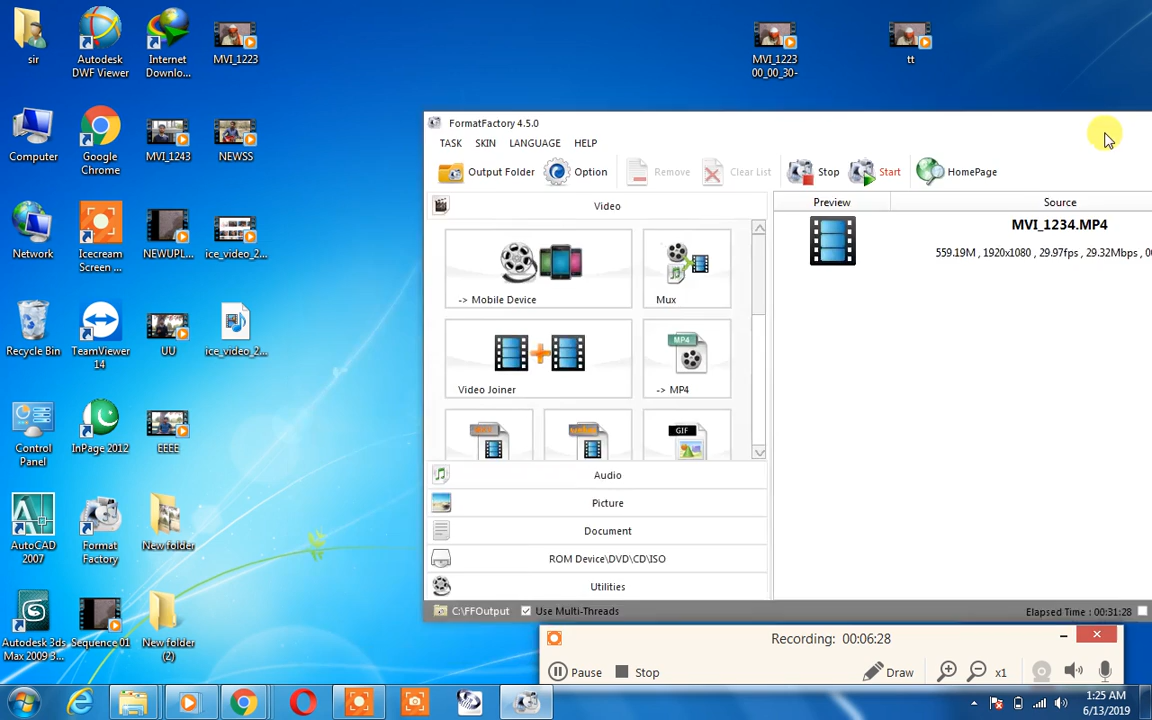 sir
Autodesk
DWF Viewer
Internet
Downlo...
MVI_1223
MVI_1223
00_00_30-
tt
Computer
Google
Chrome
MVI_1243
NEWSS
Network
Icecream
Screen ...
NEWUPL...
ice_video_2...
Recycle Bin
TeamViewer
14
UU
ice_video_2...
Control
Panel
InPage 2012
EEEE
AutoCAD
2007
Format
Factory
New folder
Autodesk 3ds
Max 2009 3...
Sequence 01
New folder
(2)
FormatFactory 4.5.0
TASK SKIN LANGUAGE HELP
Output Folder Option Remove Clear List Stop Start HomePage
Video
Preview Source
-> Mobile Device
Mux
MVI_1234.MP4
559.19M , 1920x1080 , 29.97fps , 29.32Mbps , 0
Video Joiner
MP4
-> MP4
GIF
Audio
Picture
Document
ROM Device\DVD\CD\ISO
Utilities
C:\FFOutput Use Multi-Threads Elapsed Time : 00:31:28
Recording: 00:06:28
Pause Stop Draw x1
1:25 AM
6/13/2019